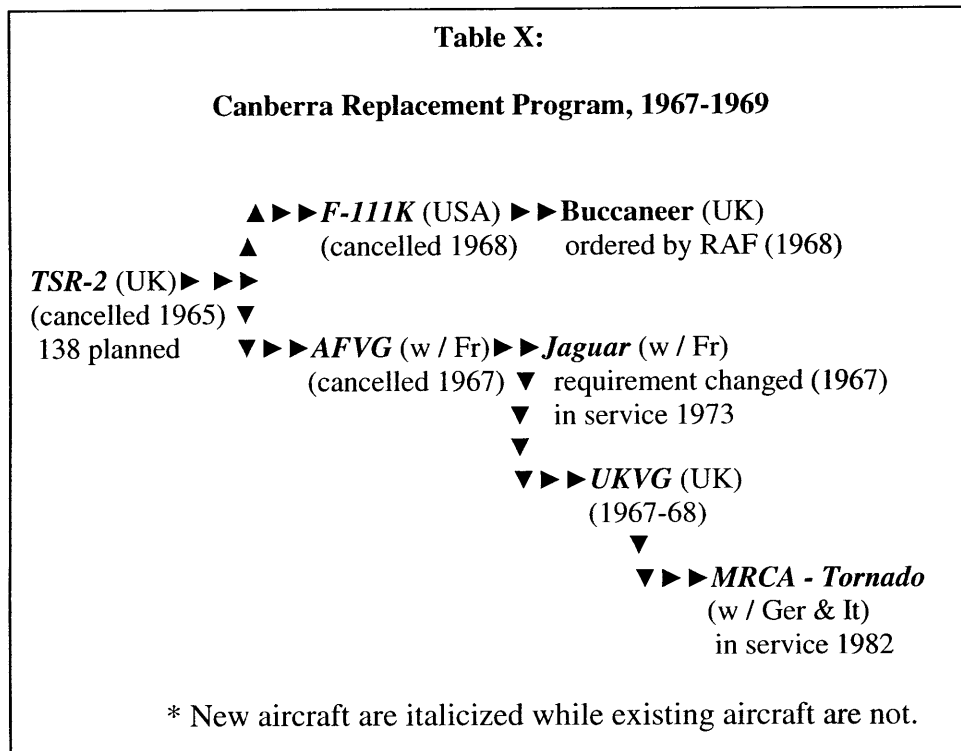 Table X:
Canberra Replacement Program, 1967-1969
▲►►F-111K (USA) ►►Buccaneer (UK)
▲ (cancelled 1968) ordered by RAF (1968)
TSR-2 (UK)► ►►
(cancelled 1965) ▼
138 planned ▼►►AFVG (w / Fr)►►Jaguar (w / Fr)
(cancelled 1967) ▼ requirement changed (1967)
▼ in service 1973
▼
▼►►UKVG (UK)
(1967-68)
▼
▼►►MRCA - Tornado
(w / Ger & It)
in service 1982
* New aircraft are italicized while existing aircraft are not.